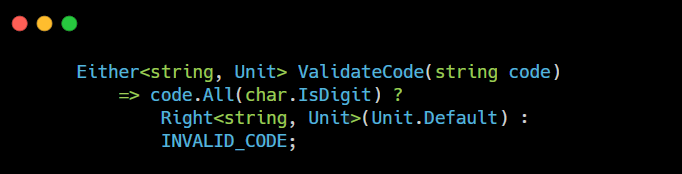 Either<string, Unit> ValidateCode(string code)
=> code.All(char.IsDigit) ?
Right<string, Unit>(Unit.Default) :
INVALID_CODE;